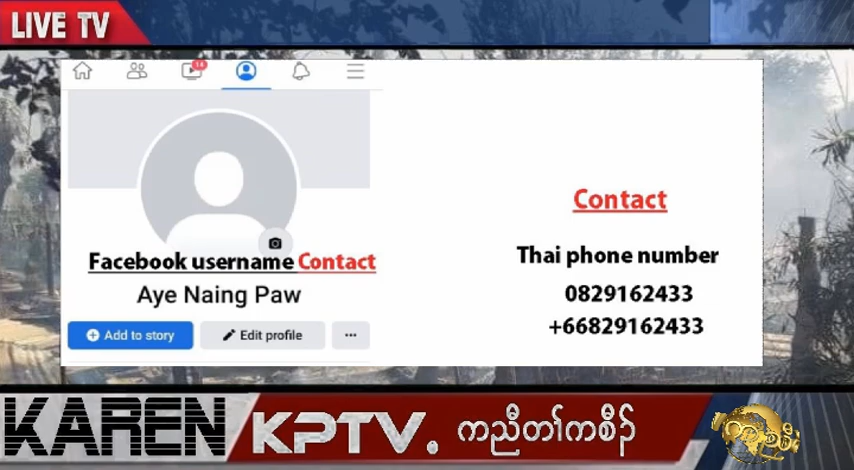 LIVE TV
14
Facebook username Contact
Aye Naing Paw
Add to story
Edit profile
Contact
Thai phone number
0829162433
+66829162433
KAREN KPTV. ကညီတၢ်ကစီၣ်